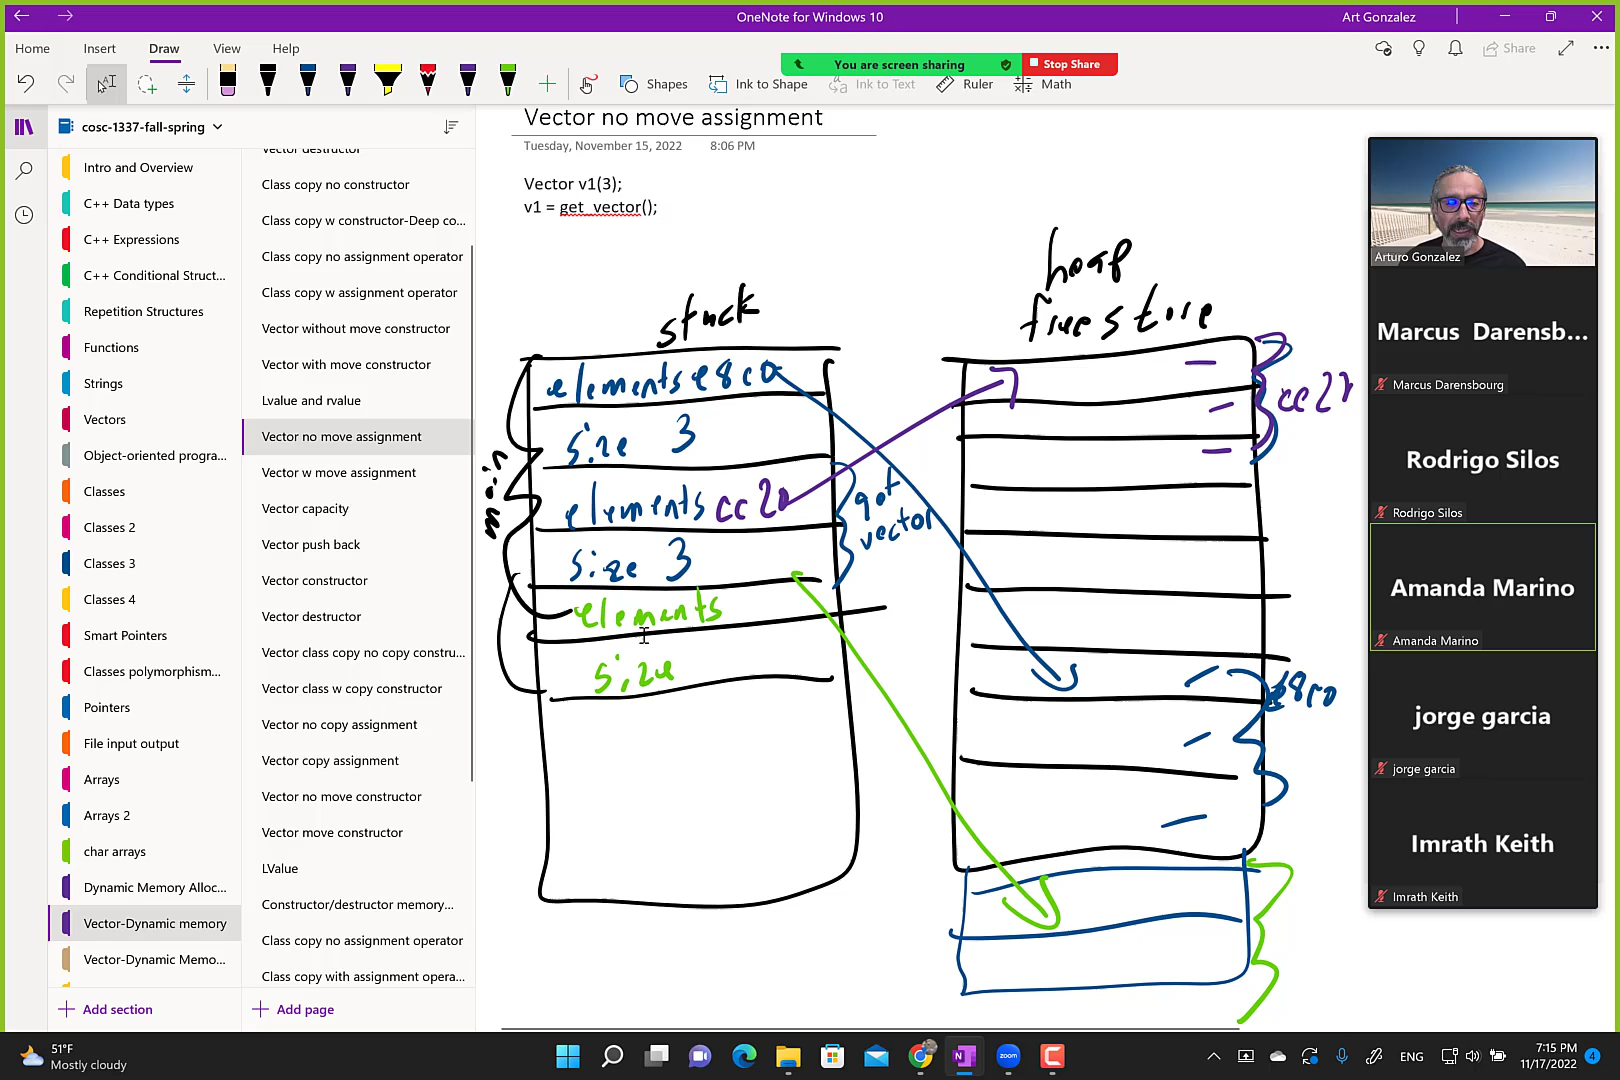 OneNote for Windows 10
Art Gonzalez
Home Insert Draw View Help
Share
You are screen sharing
Stop Share
Shapes
Ink to Shape
Ink to Text
Ruler
Math
cosc-1337-fall-spring
Intro and Overview
C++ Data types
C++ Expressions
C++ Conditional Struct...
Repetition Structures
Functions
Strings
Vectors
Object-oriented progra...
Classes
Classes 2
Classes 3
Classes 4
Smart Pointers
Classes polymorphism...
Pointers
File input output
Arrays
Arrays 2
char arrays
Dynamic Memory Alloc...
Vector-Dynamic memory
Vector-Dynamic Memo...
Add section
Vector destructor
Class copy no constructor
Class copy w constructor-Deep co...
Class copy no assignment operator
Class copy w assignment operator
Vector without move constructor
Vector with move constructor
Lvalue and rvalue
Vector no move assignment
Vector w move assignment
Vector capacity
Vector push back
Vector constructor
Vector destructor
Vector class copy no copy constru...
Vector class w copy constructor
Vector no copy assignment
Vector copy assignment
Vector no move constructor
Vector move constructor
LValue
Constructor/destructor memory...
Class copy no assignment operator
Class copy with assignment opera...
Add page
Vector no move assignment
Tuesday, November 15, 2022 8:06 PM
Vector v1(3);
v1 = get_vector();
stack
heap
free store
elements e8c0
size 3
elements cc20
size 3
elements
size
main
get
vector
cc20
e8c0
Arturo Gonzalez
Marcus Darensb...
Marcus Darensbourg
Rodrigo Silos
Rodrigo Silos
Amanda Marino
Amanda Marino
jorge garcia
jorge garcia
Imrath Keith
Imrath Keith
51°F
Mostly cloudy
zoom
ENG
7:15 PM
11/17/2022
4